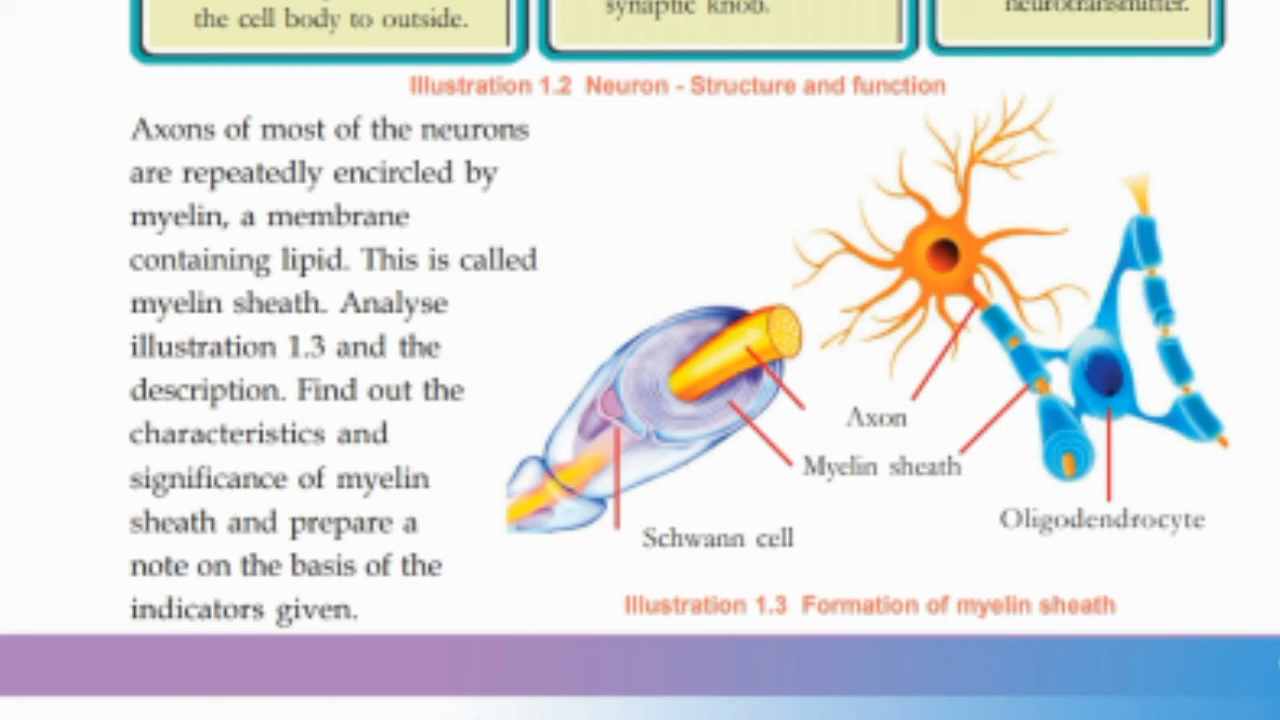 the cell body to outside.
synaptic knob.
neurotransmitter.
Illustration 1.2 Neuron - Structure and function
Axons of most of the neurons
are repeatedly encircled by
myelin, a membrane
containing lipid. This is called
myelin sheath. Analyse
illustration 1.3 and the
description. Find out the
characteristics and
significance of myelin
sheath and prepare a
note on the basis of the
indicators given.
Axon
Myelin sheath
Oligodendrocyte
Schwann cell
Illustration 1.3 Formation of myelin sheath